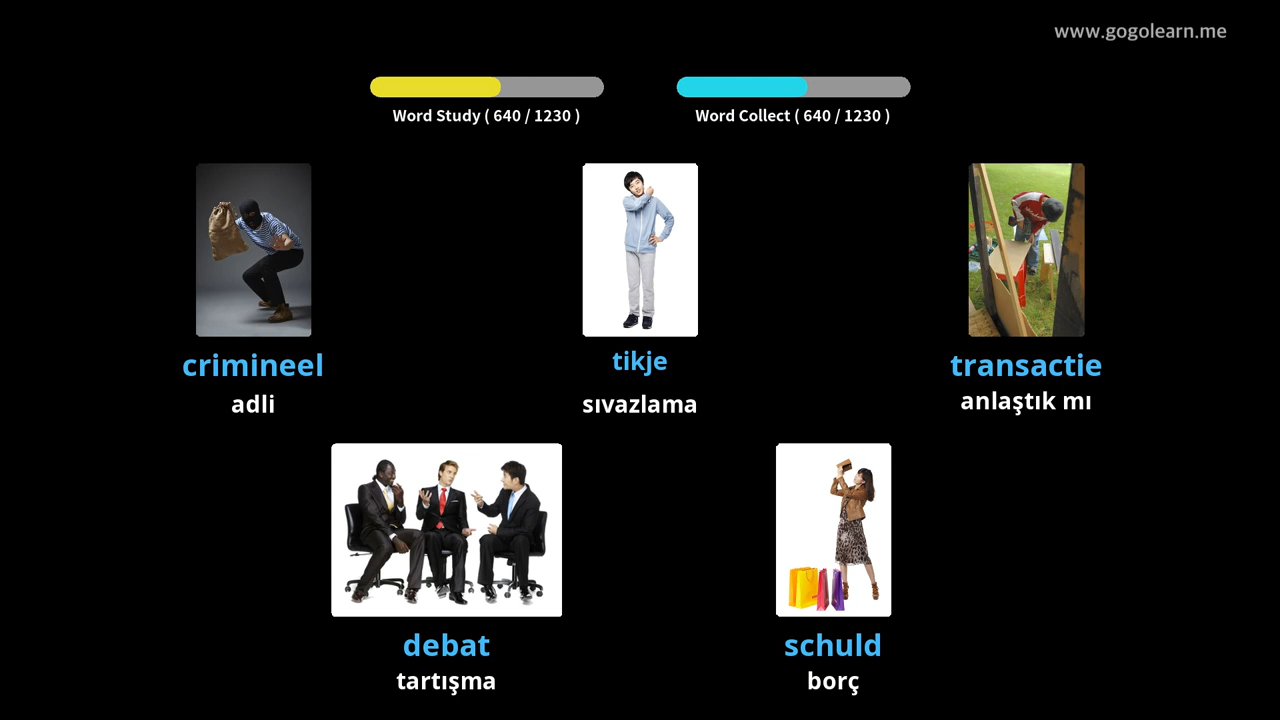 www.gogolearn.me
Word Study ( 640 / 1230 )
Word Collect ( 640 / 1230 )
crimineel
adli
tikje
sıvazlama
transactie
anlaştık mı
debat
tartışma
schuld
borç